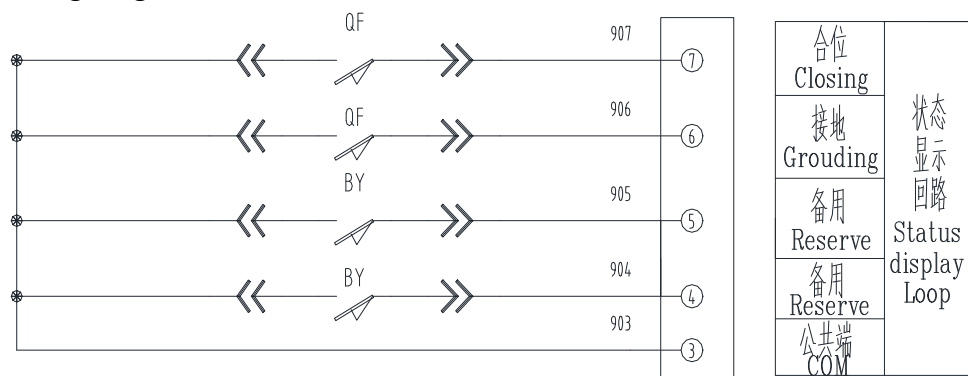 QF
907
⑦
QF
906
⑥
BY
905
⑤
BY
904
④
903
③
合位
Closing
接地
Grouding
备用
Reserve
备用
Reserve
公共端
COM
状态
显示
回路
Status
display
Loop